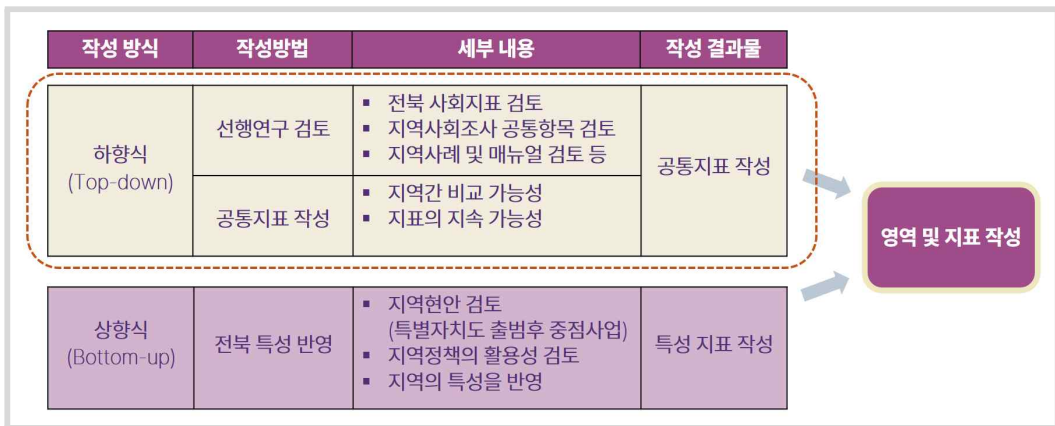 작성 방식 작성방법 세부 내용 작성 결과물
하향식
(Top-down)
선행연구 검토
▪ 전북 사회지표 검토
▪ 지역사회조사 공통항목 검토
▪ 지역사례 및 매뉴얼 검토 등
공통지표 작성
▪ 지역간 비교 가능성
▪ 지표의 지속 가능성
공통지표 작성
상향식
(Bottom-up)
전북 특성 반영
▪ 지역현안 검토
(특별자치도 출범후 중점사업)
▪ 지역정책의 활용성 검토
▪ 지역의 특성을 반영
특성 지표 작성
영역 및 지표 작성